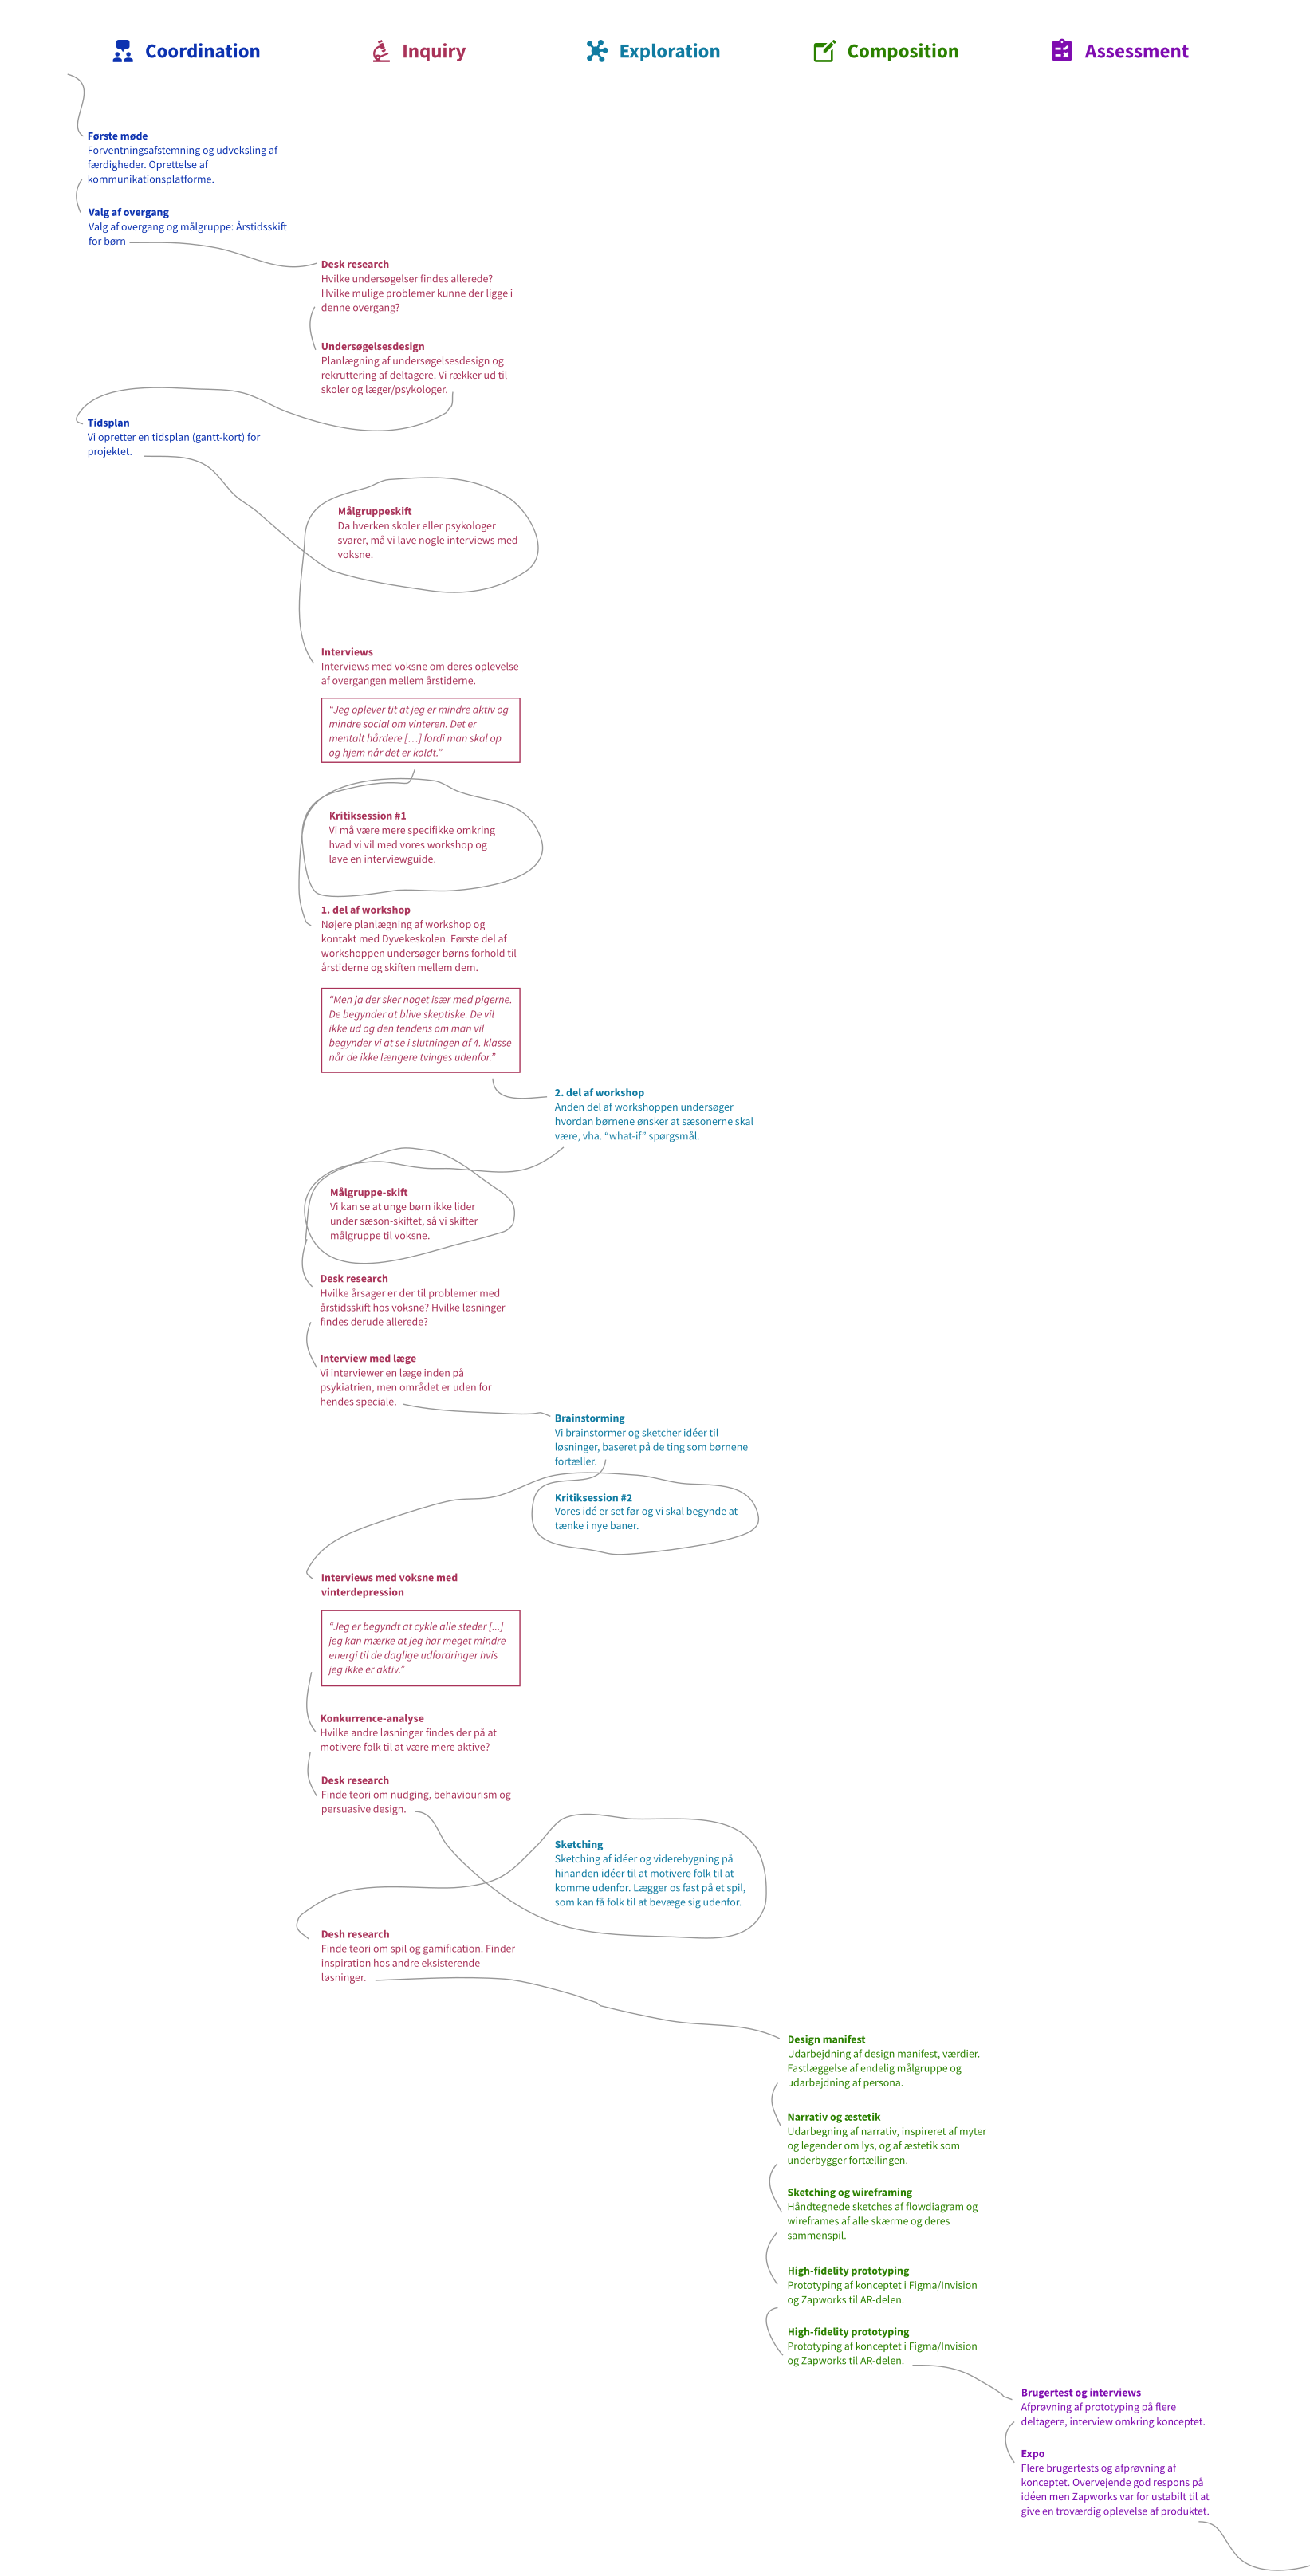 Coordination
Inquiry
Exploration
Composition
Assessment
Første møde
Forventningsafstemning og udveksling af
færdigheder. Oprettelse af
kommunikationsplatforme.
Valg af overgang
Valg af overgang og målgruppe: Årstidsskift
for børn
Desk research
Hvilke undersøgelser findes allerede?
Hvilke mulige problemer kunne der ligge i
denne overgang?
Undersøgelsesdesign
Planlægning af undersøgelsesdesign og
rekruttering af deltagere. Vi rækker ud til
skoler og læger/psykologer.
Tidsplan
Vi opretter en tidsplan (gantt-kort) for
projektet.
Målgruppeskift
Da hverken skoler eller psykologer
svarer, må vi lave nogle interviews med
voksne.
Interviews
Interviews med voksne om deres oplevelse
af overgangen mellem årstiderne.
“Jeg oplever tit at jeg er mindre aktiv og
mindre social om vinteren. Det er
mentalt hårdere [...] fordi man skal op
og hjem når det er koldt.”
Kritiksession #1
Vi må være mere specifikke omkring
hvad vi vil med vores workshop og
lave en interviewguide.
1. del af workshop
Nøjere planlægning af workshop og
kontakt med Dyvekeskolen. Første del af
workshoppen undersøger børns forhold til
årstiderne og skiften mellem dem.
“Men ja der sker noget især med pigerne.
De begynder at blive skeptiske. De vil
ikke ud og den tendens om man vil
begynder vi at se i slutningen af 4. klasse
når de ikke længere tvinges udenfor.”
2. del af workshop
Anden del af workshoppen undersøger
hvordan børnene ønsker at sæsonerne skal
være, vha. “what-if” spørgsmål.
Målgruppe-skift
Vi kan se at unge børn ikke lider
under sæson-skiftet, så vi skifter
målgruppe til voksne.
Desk research
Hvilke årsager er der til problemer med
årstidsskift hos voksne? Hvilke løsninger
findes derude allerede?
Interview med læge
Vi interviewer en læge inden på
psykiatrien, men området er uden for
hendes speciale.
Brainstorming
Vi brainstormer og sketcher idéer til
løsninger, baseret på de ting som børnene
fortæller.
Kritiksession #2
Vores idé er set før og vi skal begynde at
tænke i nye baner.
Interviews med voksne med
vinterdepression
“Jeg er begyndt at cykle alle steder [...]
jeg kan mærke at jeg har meget mindre
energi til de daglige udfordringer hvis
jeg ikke er aktiv.”
Konkurrence-analyse
Hvilke andre løsninger findes der på at
motivere folk til at være mere aktive?
Desk research
Finde teori om nudging, behaviourism og
persuasive design.
Sketching
Sketching af idéer og viderebygning på
hinanden idéer til at motivere folk til at
komme udenfor. Lægger os fast på et spil,
som kan få folk til at bevæge sig udenfor.
Desh research
Finde teori om spil og gamification. Finder
inspiration hos andre eksisterende
løsninger.
Design manifest
Udarbejdning af design manifest, værdier.
Fastlæggelse af endelig målgruppe og
udarbejdning af persona.
Narrativ og æstetik
Udarbegning af narrativ, inspireret af myter
og legender om lys, og af æstetik som
underbygger fortællingen.
Sketching og wireframing
Håndtegnede sketches af flowdiagram og
wireframes af alle skærme og deres
sammenspil.
High-fidelity prototyping
Prototyping af konceptet i Figma/Invision
og Zapworks til AR-delen.
High-fidelity prototyping
Prototyping af konceptet i Figma/Invision
og Zapworks til AR-delen.
Brugertest og interviews
Afprøvning af prototyping på flere
deltagere, interview omkring konceptet.
Expo
Flere brugertests og afprøvning af
konceptet. Overvejende god respons på
idéen men Zapworks var for ustabilt til at
give en troværdig oplevelse af produktet.